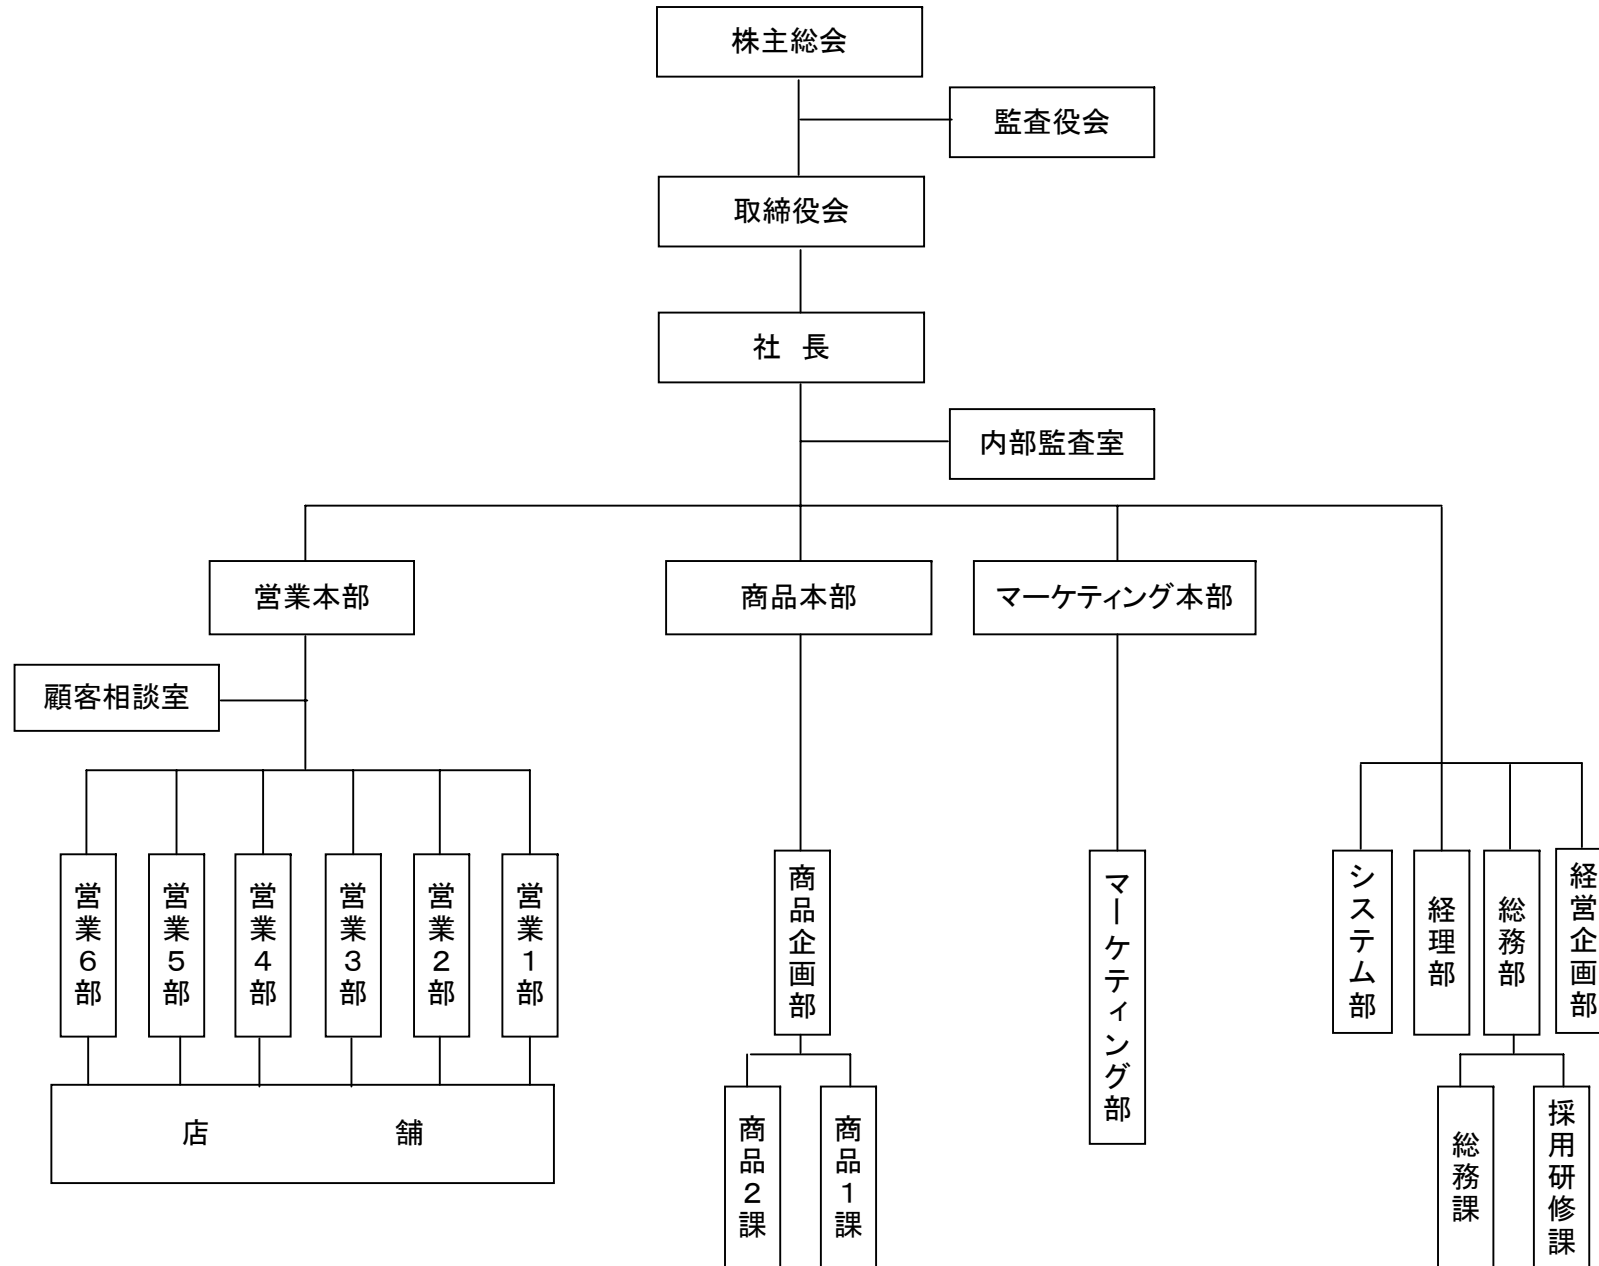 株主総会
監査役会
取締役会
社 長
内部監査室
営業本部
商品本部
マーケティング本部
顧客相談室
営業6部
営業5部
営業4部
営業3部
営業2部
営業1部
商品企画部
マーケティング部
システム部
経理部
総務部
経営企画部
店 舗
商品2課
商品1課
総務課
採用研修課